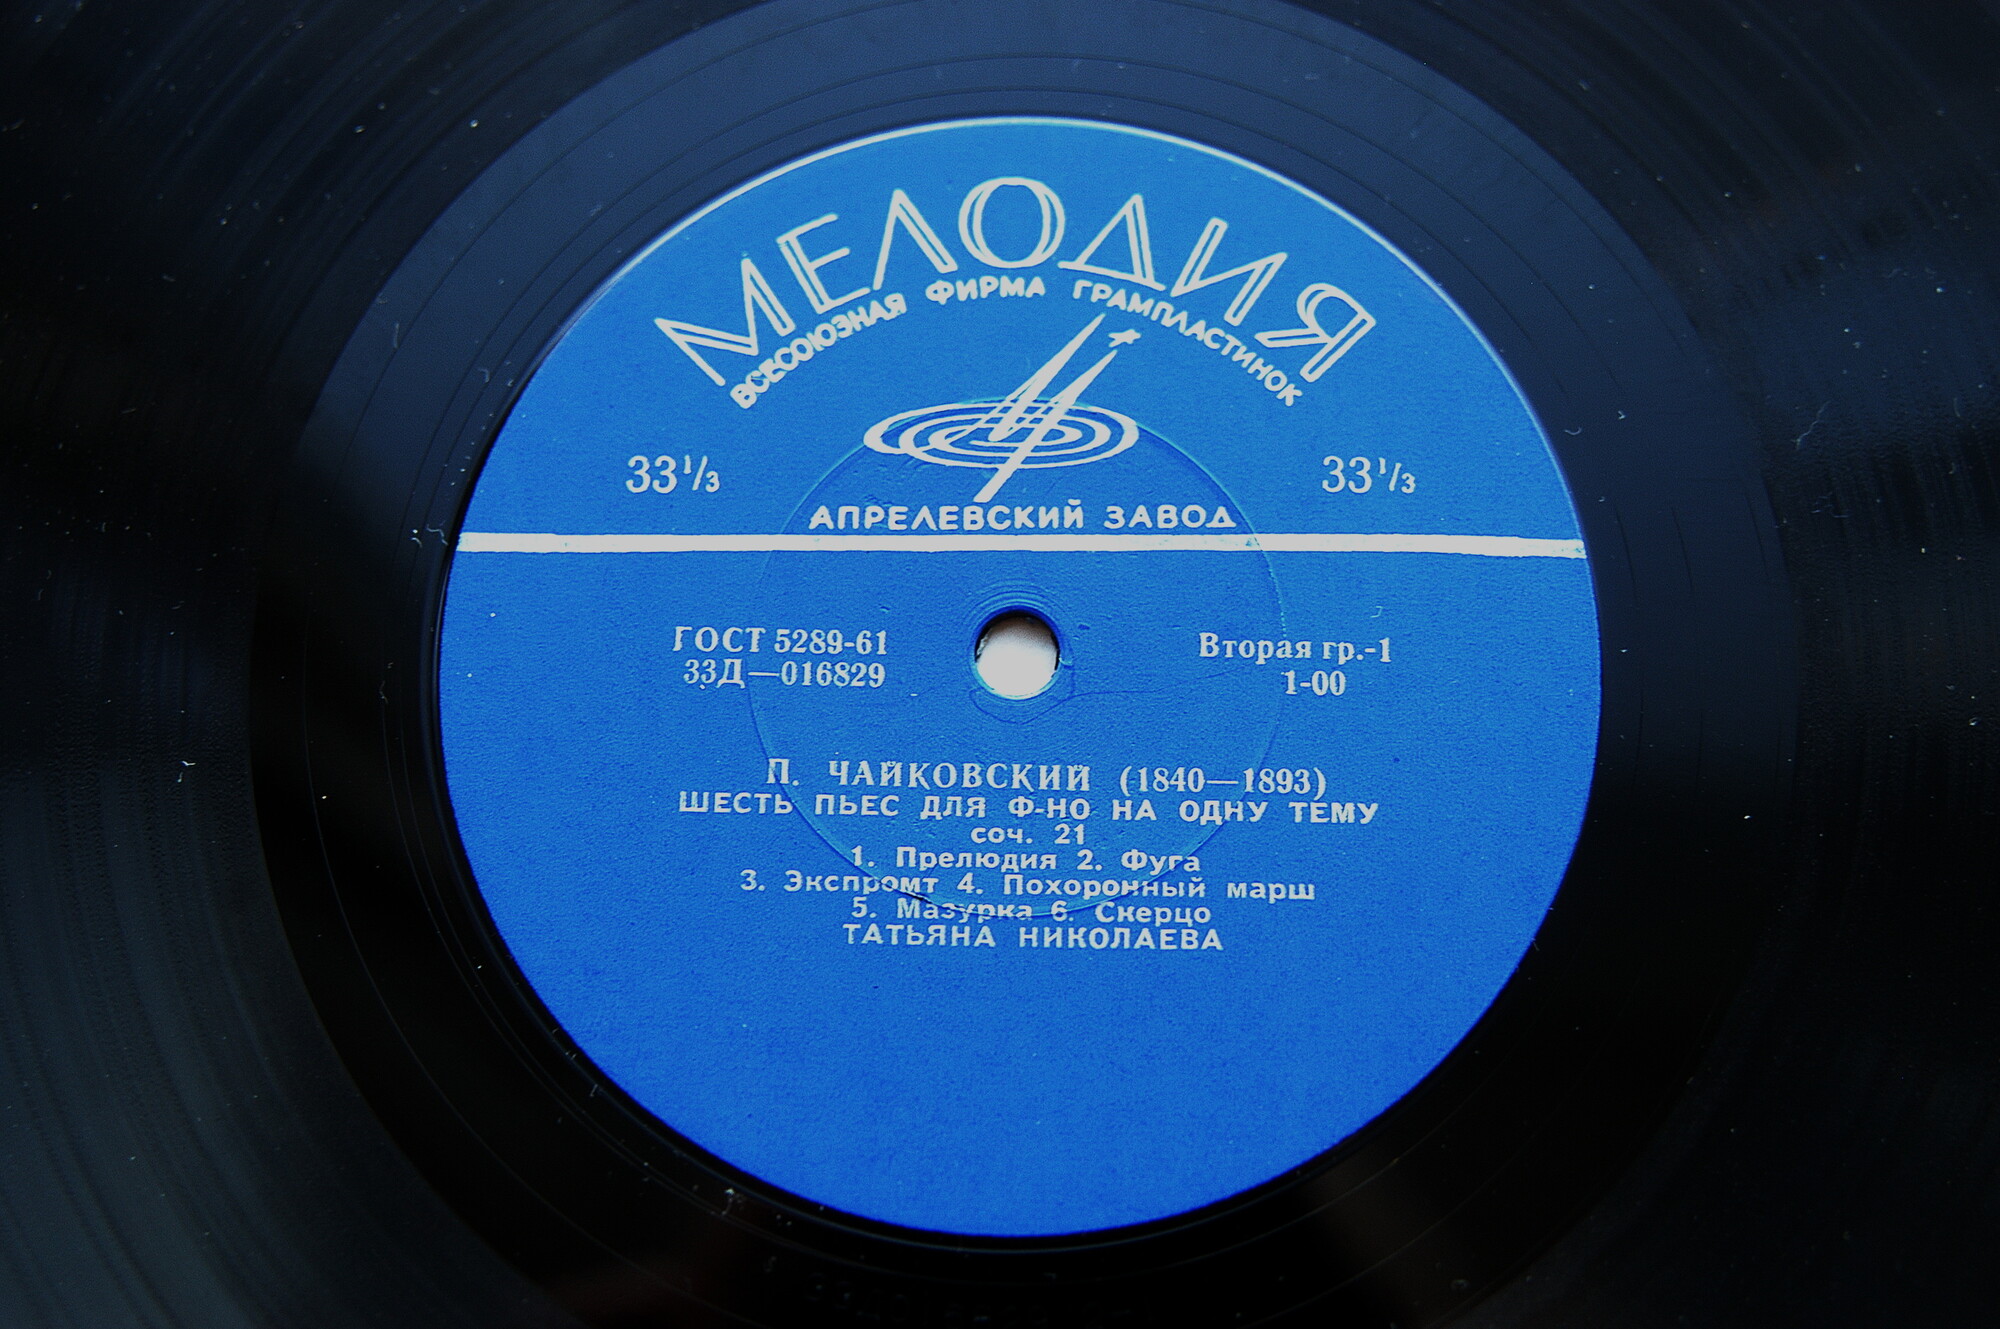 МЕЛОДИЯ
ВСЕСОЮЗНАЯ ФИРМА ГРАМПЛАСТИНОК
33⅓ 33⅓
АПРЕЛЕВСКИЙ ЗАВОД
ГОСТ 5289-61 Вторая гр.-1
33Д—016829 1-00
П. ЧАЙКОВСКИЙ (1840—1893)
ШЕСТЬ ПЬЕС ДЛЯ Ф-НО НА ОДНУ ТЕМУ
соч. 21
1. Прелюдия 2. Фуга
3. Экспромт 4. Похоронный марш
5. Мазурка 6. Скерцо
ТАТЬЯНА НИКОЛАЕВА